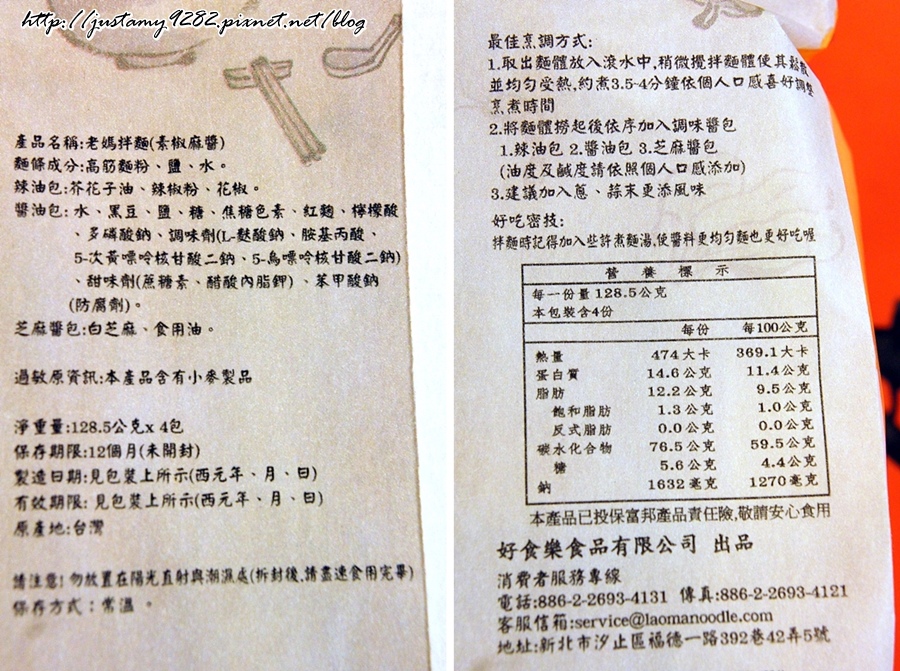 http://justamy9282.pixnet.net/blog
產品名稱:老媽拌麵(素椒麻醬)
麵條成分:高筋麵粉、鹽、水。
辣油包:芥花子油、辣椒粉、花椒。
醬油包:水、黑豆、鹽、糖、焦糖色素、紅麴、檸檬酸
、多磷酸鈉、調味劑(L-麩酸鈉、胺基丙酸、
5-次黃嘌呤核甘酸二鈉、5-鳥嘌呤核甘酸二鈉)
、甜味劑(蔗糖素、醋酸內脂鉀)、苯甲酸鈉
(防腐劑)。
芝麻醬包:白芝麻、食用油。
過敏原資訊:本產品含有小麥製品
淨重量:128.5公克x 4包
保存期限:12個月(未開封)
製造日期:見包裝上所示(西元年、月、日)
有效期限: 見包裝上所示(西元年、月、日)
原產地:台灣
請注意!勿放置在陽光直射與潮濕處(拆封後,請盡速食用完畢)
保存方式：常溫 。
最佳烹調方式:
1.取出麵體放入滾水中,稍微攪拌麵體使其鬆散
並均勻受熱,約煮3.5~4分鐘依個人口感喜好調整
烹煮時間
2.將麵體撈起後依序加入調味醬包
1.辣油包 2.醬油包 3.芝麻醬包
(油度及鹹度請依照個人口感添加)
3.建議加入蔥、蒜末更添風味
好吃密技:
拌麵時記得加入些許煮麵湯,使醬料更均勻麵也更好吃喔
營養標示
每一份量 128.5公克
本包裝含4份
每份 每100公克
熱量 474 大卡 369.1大卡
蛋白質 14.6 公克 11.4公克
脂肪 12.2 公克 9.5公克
飽和脂肪 1.3 公克 1.0公克
反式脂肪 0.0 公克 0.0公克
碳水化合物 76.5 公克 59.5公克
糖 5.6 公克 4.4公克
鈉 1632 毫克 1270毫克
本產品已投保富邦產品責任險,敬請安心食用
好食樂食品有限公司 出品
消費者服務專線
電話:886-2-2693-4131 傳真:886-2-2693-4121
客服信箱:service@laomanoodle.com
地址:新北市汐止區福德一路392巷42弄5號